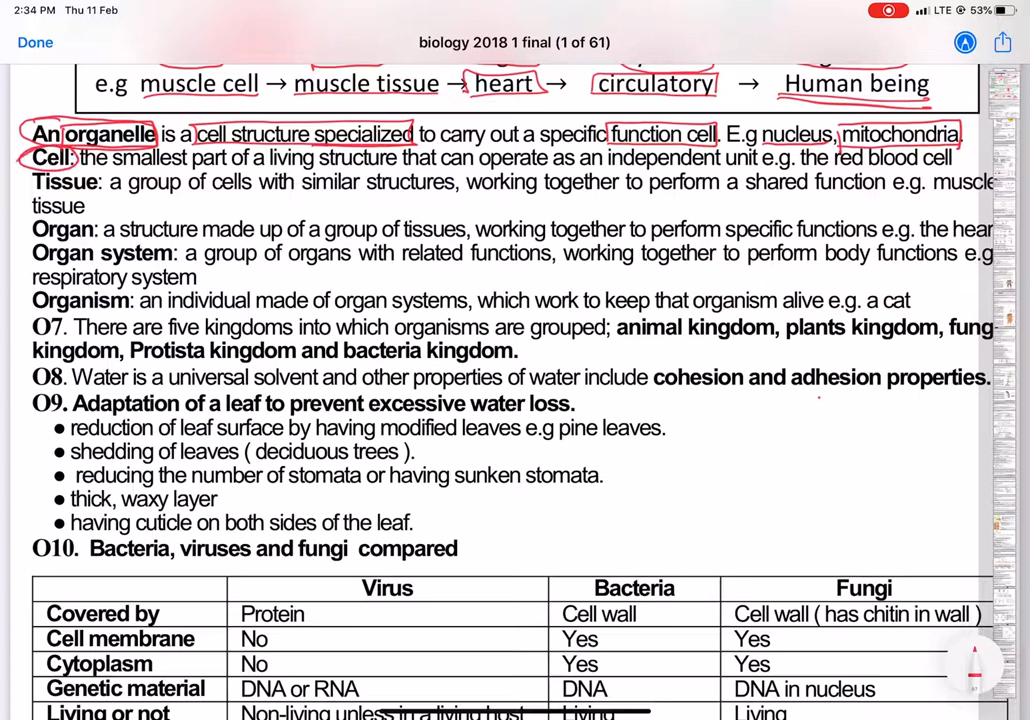 2:34 PM Thu 11 Feb LTE 53%
Done biology 2018 1 final (1 of 61)
e.g muscle cell → muscle tissue → heart → circulatory → Human being
An organelle is a cell structure specialized to carry out a specific function cell. E.g nucleus, mitochondria.
Cell: the smallest part of a living structure that can operate as an independent unit e.g. the red blood cell
Tissue: a group of cells with similar structures, working together to perform a shared function e.g. muscle
tissue
Organ: a structure made up of a group of tissues, working together to perform specific functions e.g. the hear
Organ system: a group of organs with related functions, working together to perform body functions e.g
respiratory system
Organism: an individual made of organ systems, which work to keep that organism alive e.g. a cat
O7. There are five kingdoms into which organisms are grouped; animal kingdom, plants kingdom, fung
kingdom, Protista kingdom and bacteria kingdom.
O8. Water is a universal solvent and other properties of water include cohesion and adhesion properties.
O9. Adaptation of a leaf to prevent excessive water loss.
● reduction of leaf surface by having modified leaves e.g pine leaves.
● shedding of leaves ( deciduous trees ).
● reducing the number of stomata or having sunken stomata.
● thick, waxy layer
● having cuticle on both sides of the leaf.
O10. Bacteria, viruses and fungi compared
Virus Bacteria Fungi
Covered by Protein Cell wall Cell wall ( has chitin in wall )
Cell membrane No Yes Yes
Cytoplasm No Yes Yes
Genetic material DNA or RNA DNA DNA in nucleus
Living or not Non-living unless in a living host Living Living